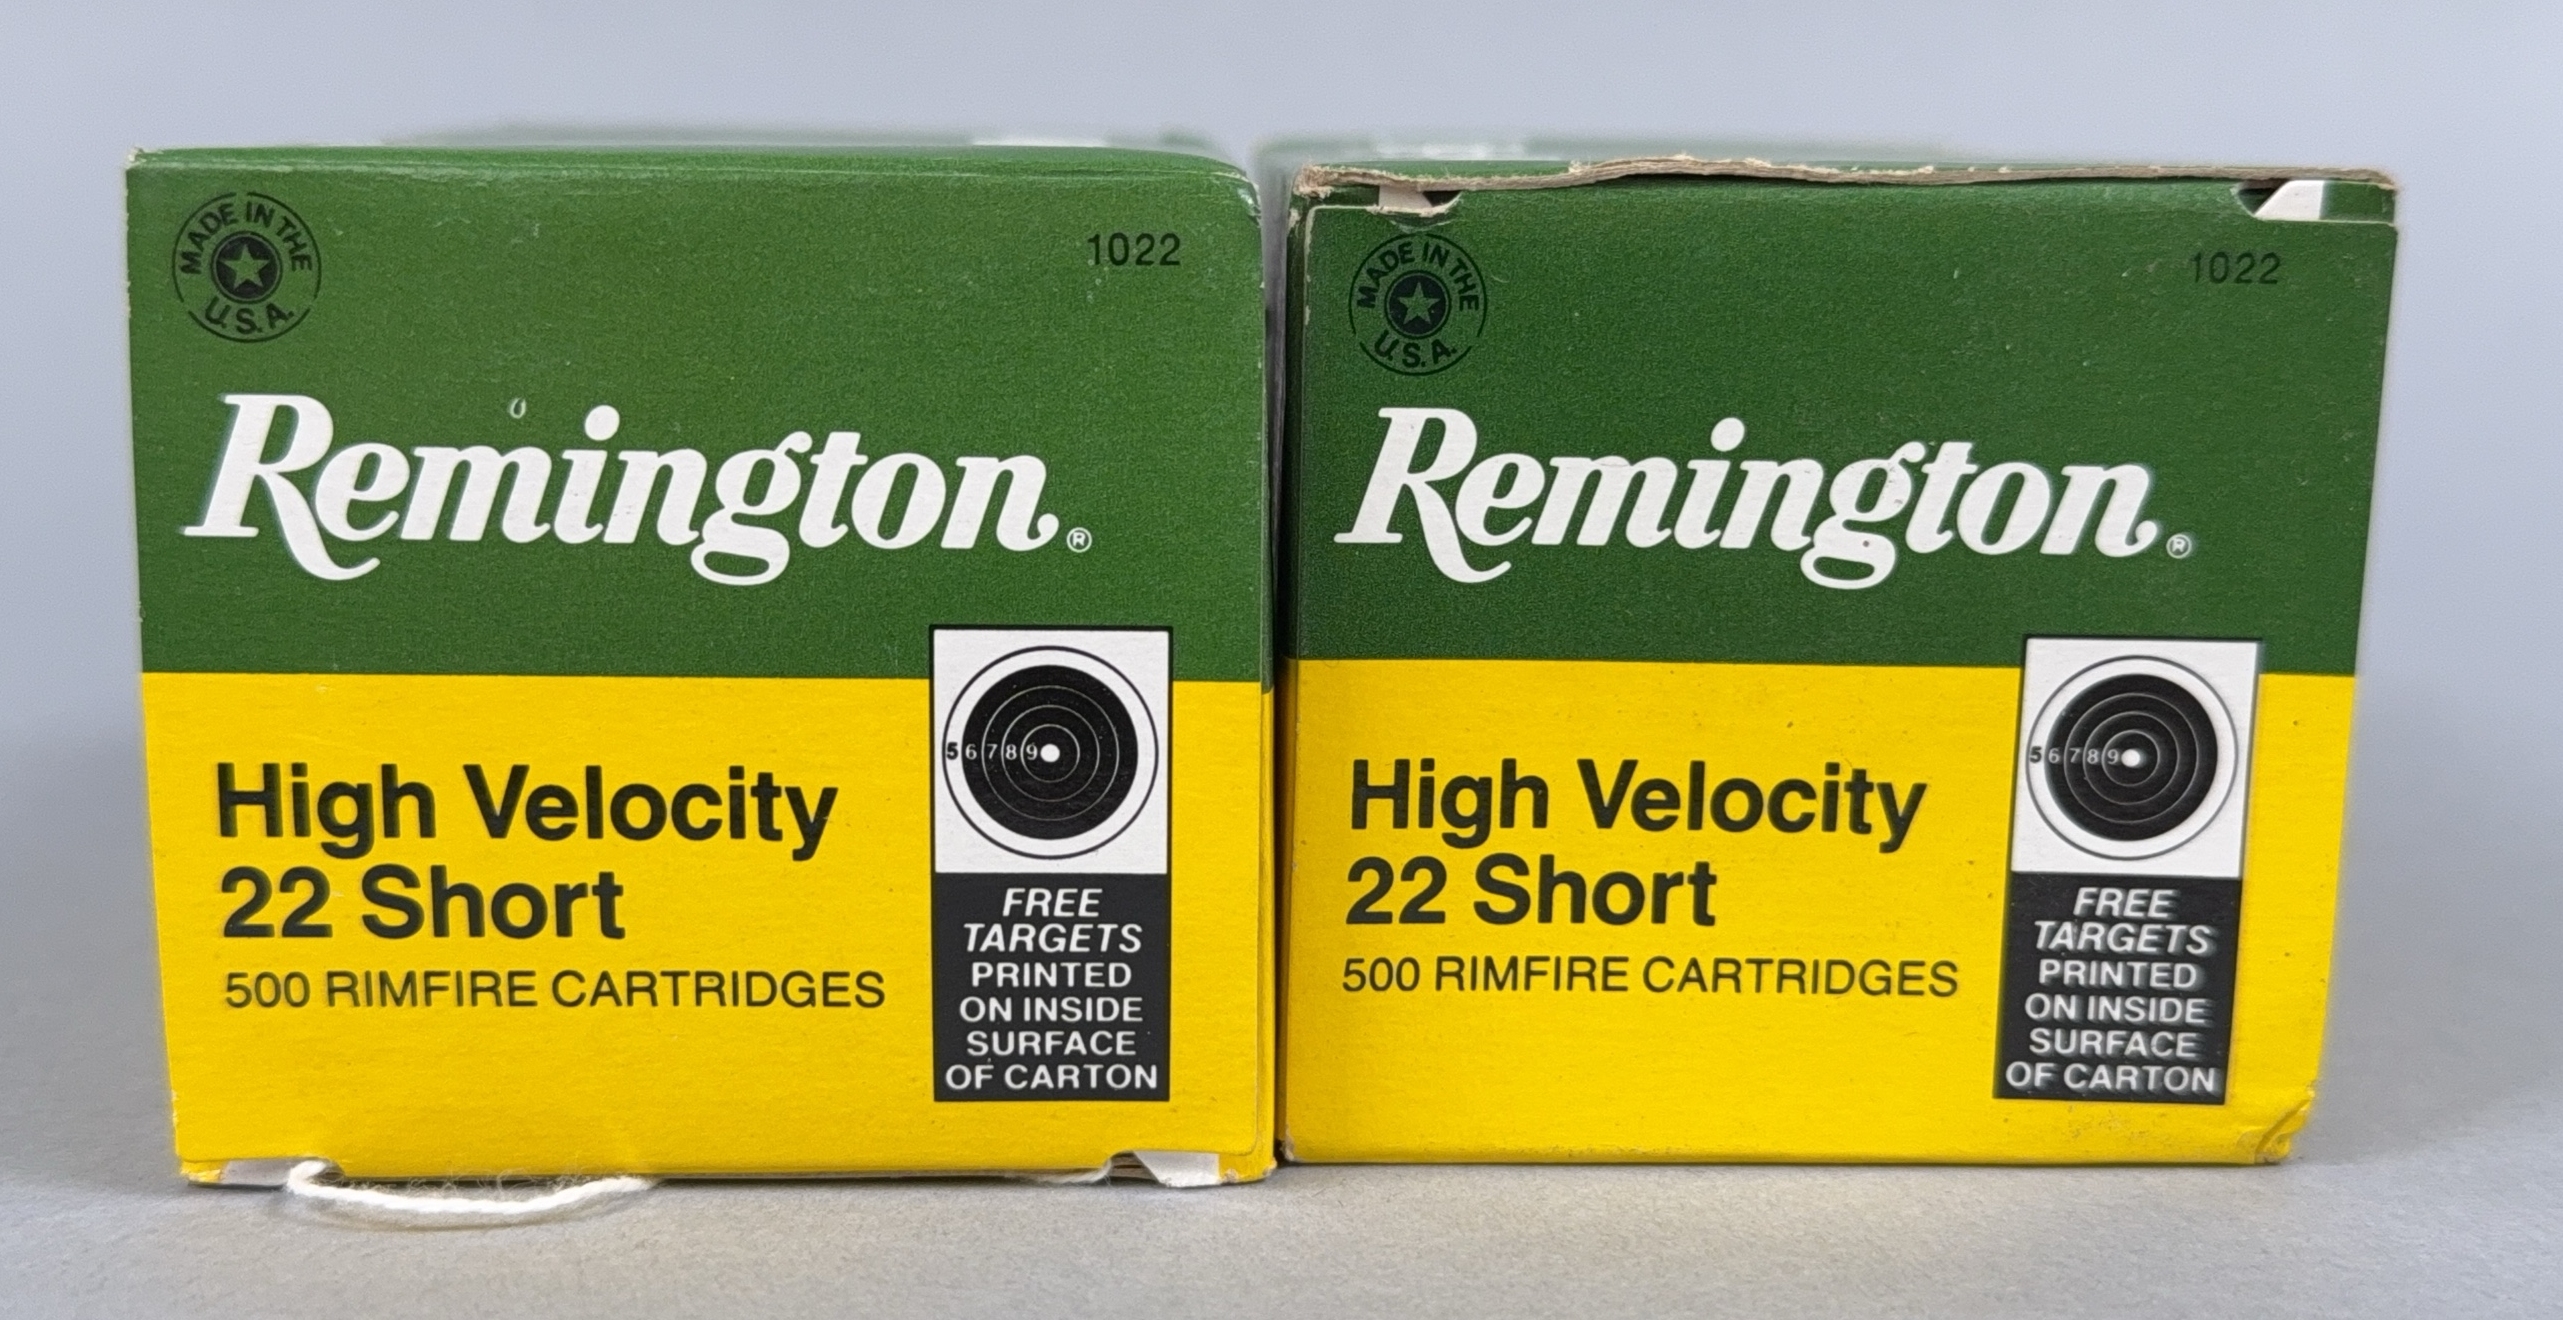 MADE IN THE
U.S.A.
1022
Remington®
High Velocity
22 Short
500 RIMFIRE CARTRIDGES
5 6 7 8 9
FREE
TARGETS
PRINTED
ON INSIDE
SURFACE
OF CARTON
MADE IN THE
U.S.A.
1022
Remington®
High Velocity
22 Short
500 RIMFIRE CARTRIDGES
5 6 7 8 9
FREE
TARGETS
PRINTED
ON INSIDE
SURFACE
OF CARTON